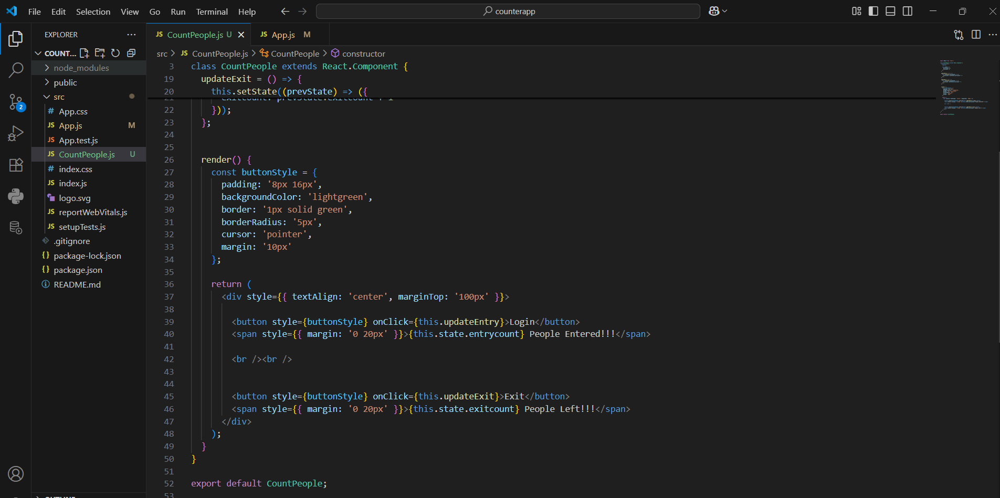 File Edit Selection View Go Run Terminal Help
counterapp
EXPLORER
COUNT...
node_modules
public
src
App.css
App.js M
App.test.js
CountPeople.js U
index.css
index.js
logo.svg
reportWebVitals.js
setupTests.js
.gitignore
package-lock.json
package.json
README.md
2
JS CountPeople.js U
JS App.js M
src > JS CountPeople.js > CountPeople > constructor
3 class CountPeople extends React.Component {
19 updateExit = () => {
20 this.setState((prevState) => ({
21 exitcount: prevState.exitcount + 1
22 }));
23 };
24
25
26 render() {
27 const buttonStyle = {
28 padding: '8px 16px',
29 backgroundColor: 'lightgreen',
30 border: '1px solid green',
31 borderRadius: '5px',
32 cursor: 'pointer',
33 margin: '10px'
34 };
35
36 return (
37 <div style={{ textAlign: 'center', marginTop: '100px' }}>
38
39 <button style={buttonStyle} onClick={this.updateEntry}>Login</button>
40 <span style={{ margin: '0 20px' }}>{this.state.entrycount} People Entered!!!</span>
41
42 <br /><br />
43
44
45 <button style={buttonStyle} onClick={this.updateExit}>Exit</button>
46 <span style={{ margin: '0 20px' }}>{this.state.exitcount} People Left!!!</span>
47 </div>
48 );
49 }
50 }
51
52 export default CountPeople;
53